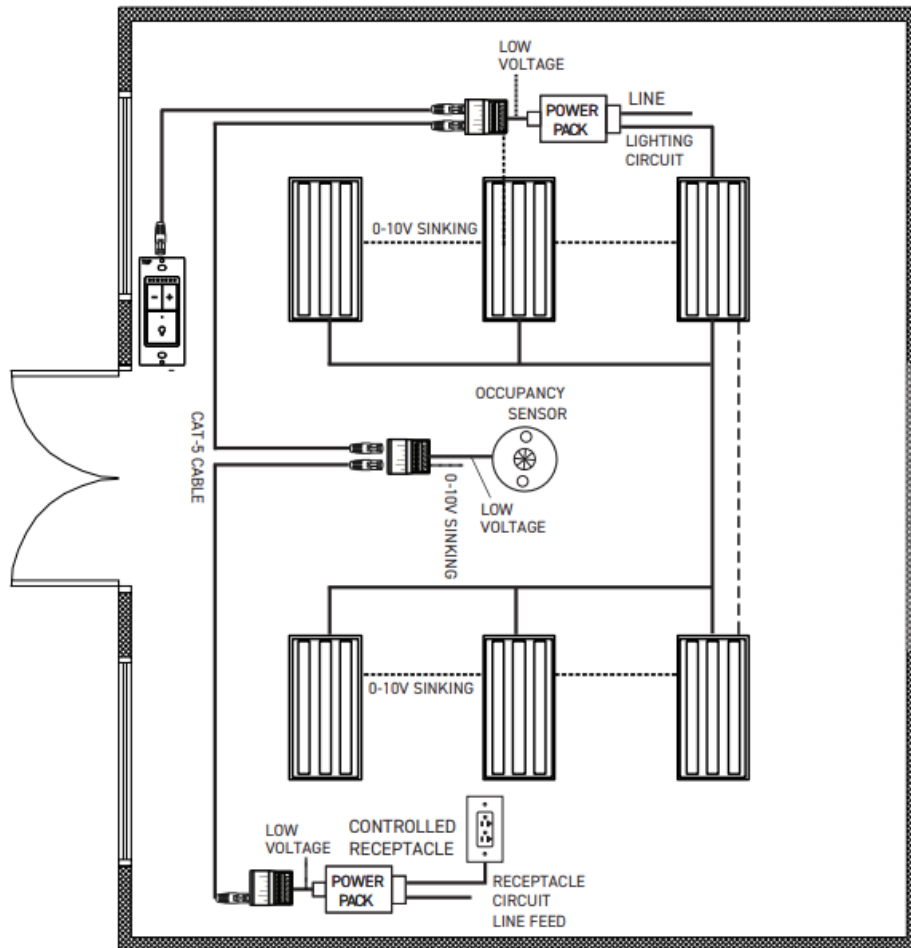 LOW
VOLTAGE
POWER
PACK
LINE
LIGHTING
CIRCUIT
0-10V SINKING
OCCUPANCY
SENSOR
CAT-5 CABLE
0-10V SINKING
LOW
VOLTAGE
0-10V SINKING
LOW
VOLTAGE
CONTROLLED
RECEPTACLE
POWER
PACK
RECEPTACLE
CIRCUIT
LINE FEED